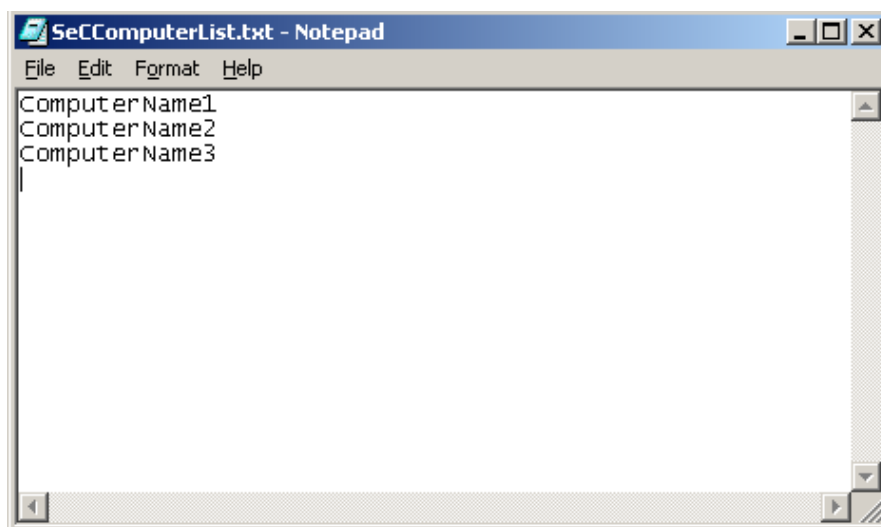 SeCComputerList.txt - Notepad
File Edit Format Help
ComputerName1
ComputerName2
ComputerName3